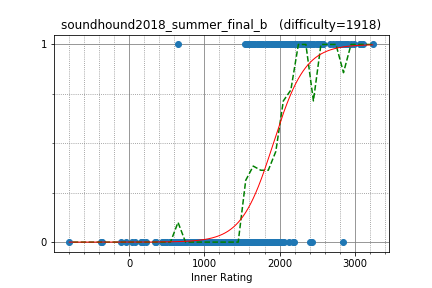 soundhound2018_summer_final_b (difficulty=1918)
1
0
0 1000 2000 3000
Inner Rating